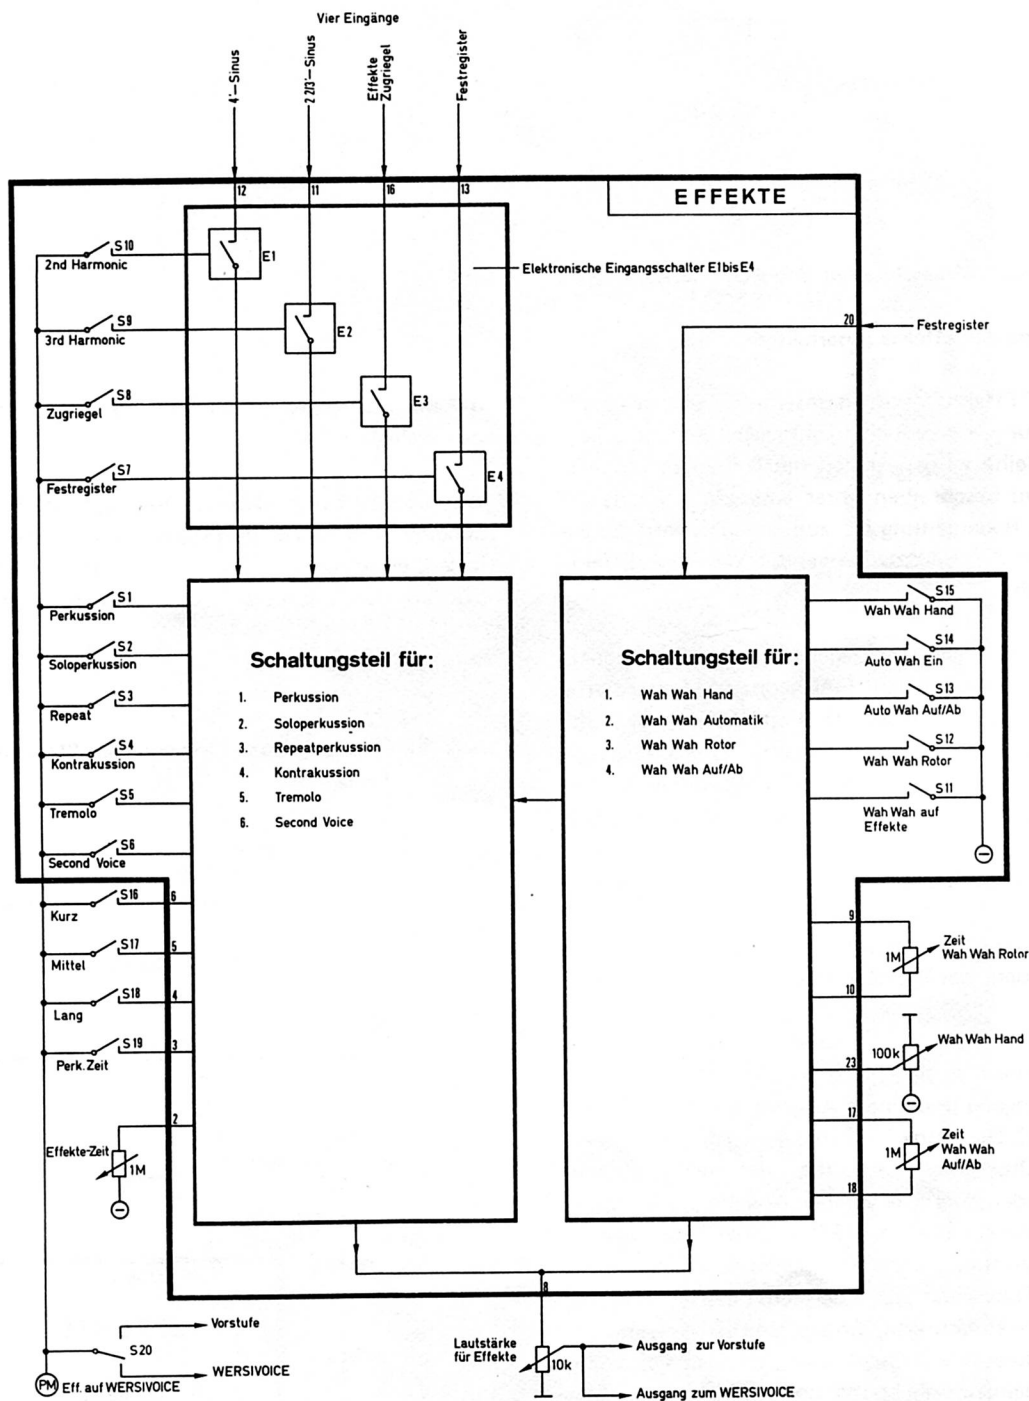 Vier Eingänge
4'–Sinus
2 2/3'–Sinus
Effekte
Zugriegel
Festregister
12
11
16
13
EFFEKTE
S10
2nd Harmonic
E1
Elektronische Eingangsschalter E1 bis E4
S9
3rd Harmonic
E2
20
Festregister
S8
Zugriegel
E3
S7
Festregister
E4
S1
Perkussion
S2
Soloperkussion
S3
Repeat
S4
Kontrakussion
S5
Tremolo
S6
Second Voice
S16
Kurz
6
S17
Mittel
5
S18
Lang
4
S19
Perk. Zeit
3
2
Effekte-Zeit
1M
Schaltungsteil für:
1. Perkussion
2. Soloperkussion
3. Repeatperkussion
4. Kontrakussion
5. Tremolo
6. Second Voice
Schaltungsteil für:
1. Wah Wah Hand
2. Wah Wah Automatik
3. Wah Wah Rotor
4. Wah Wah Auf/Ab
S15
Wah Wah Hand
S14
Auto Wah Ein
S13
Auto Wah Auf/Ab
S12
Wah Wah Rotor
S11
Wah Wah auf
Effekte
9
1M
Zeit
Wah Wah Rotor
10
Wah Wah Hand
100k
23
17
1M
Zeit
Wah Wah
Auf/Ab
18
8
Vorstufe
S20
WERSIVOICE
PM
Eff. auf WERSIVOICE
Lautstärke
für Effekte
10k
Ausgang zur Vorstufe
Ausgang zum WERSIVOICE